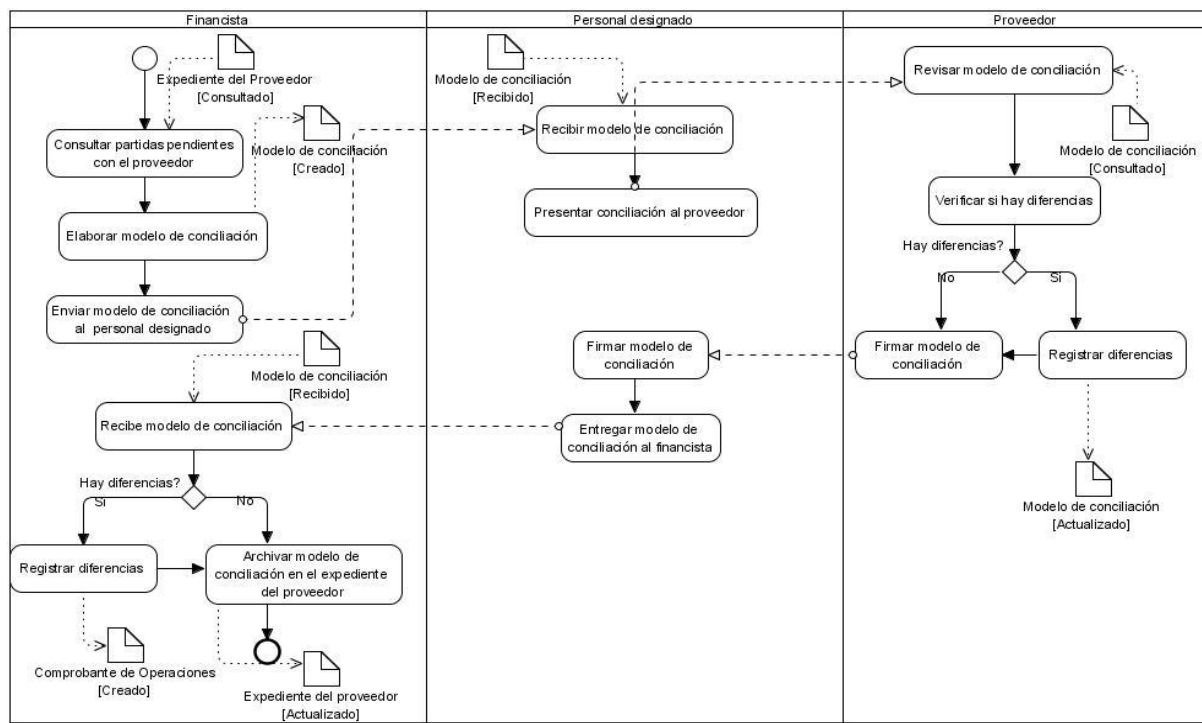 Financista
Personal designado
Proveedor
Expediente del Proveedor
[Consultado]
Consultar partidas pendientes
con el proveedor
Modelo de conciliación
[Creado]
Elaborar modelo de conciliación
Enviar modelo de conciliación
al personal designado
Modelo de conciliación
[Recibido]
Recibe modelo de conciliación
Hay diferencias?
Si
No
Registrar diferencias
Archivar modelo de
conciliación en el expediente
del proveedor
Comprobante de Operaciones
[Creado]
Expediente del proveedor
[Actualizado]
Modelo de conciliación
[Recibido]
Recibir modelo de conciliación
Presentar conciliación al proveedor
Firmar modelo de
conciliación
Entregar modelo de
conciliación al financista
Revisar modelo de conciliación
Modelo de conciliación
[Consultado]
Verificar si hay diferencias
Hay diferencias?
No
Si
Firmar modelo de
conciliación
Registrar diferencias
Modelo de conciliación
[Actualizado]